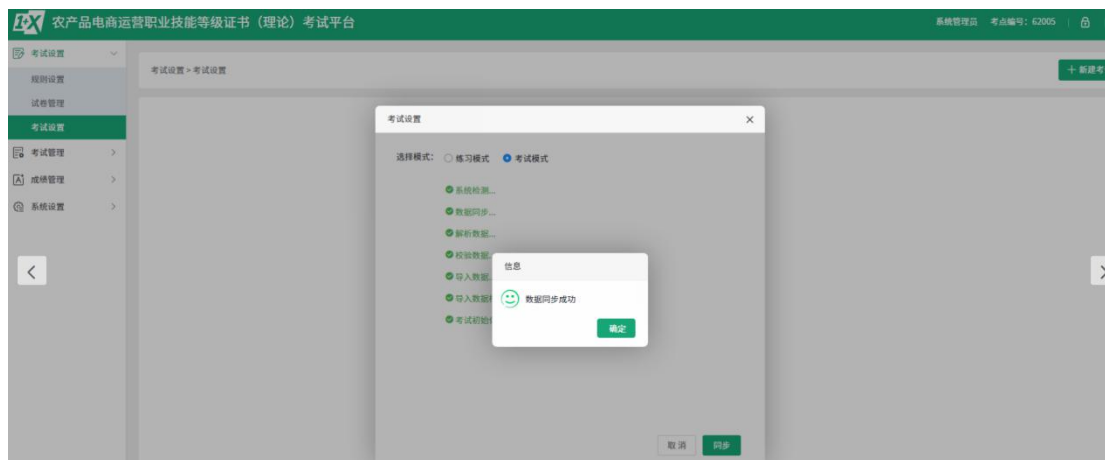 1+X 农产品电商运营职业技能等级证书（理论）考试平台
系统管理员 考点编号：62005
考试设置
规则设置
试卷管理
考试设置
考试管理
成绩管理
系统设置
考试设置 > 考试设置
+ 新建考
考试设置
选择模式： 练习模式 考试模式
系统检测...
数据同步...
解析数据...
校验数据...
导入数据
导入数据
考试初始
信息
数据同步成功
确定
取消 同步